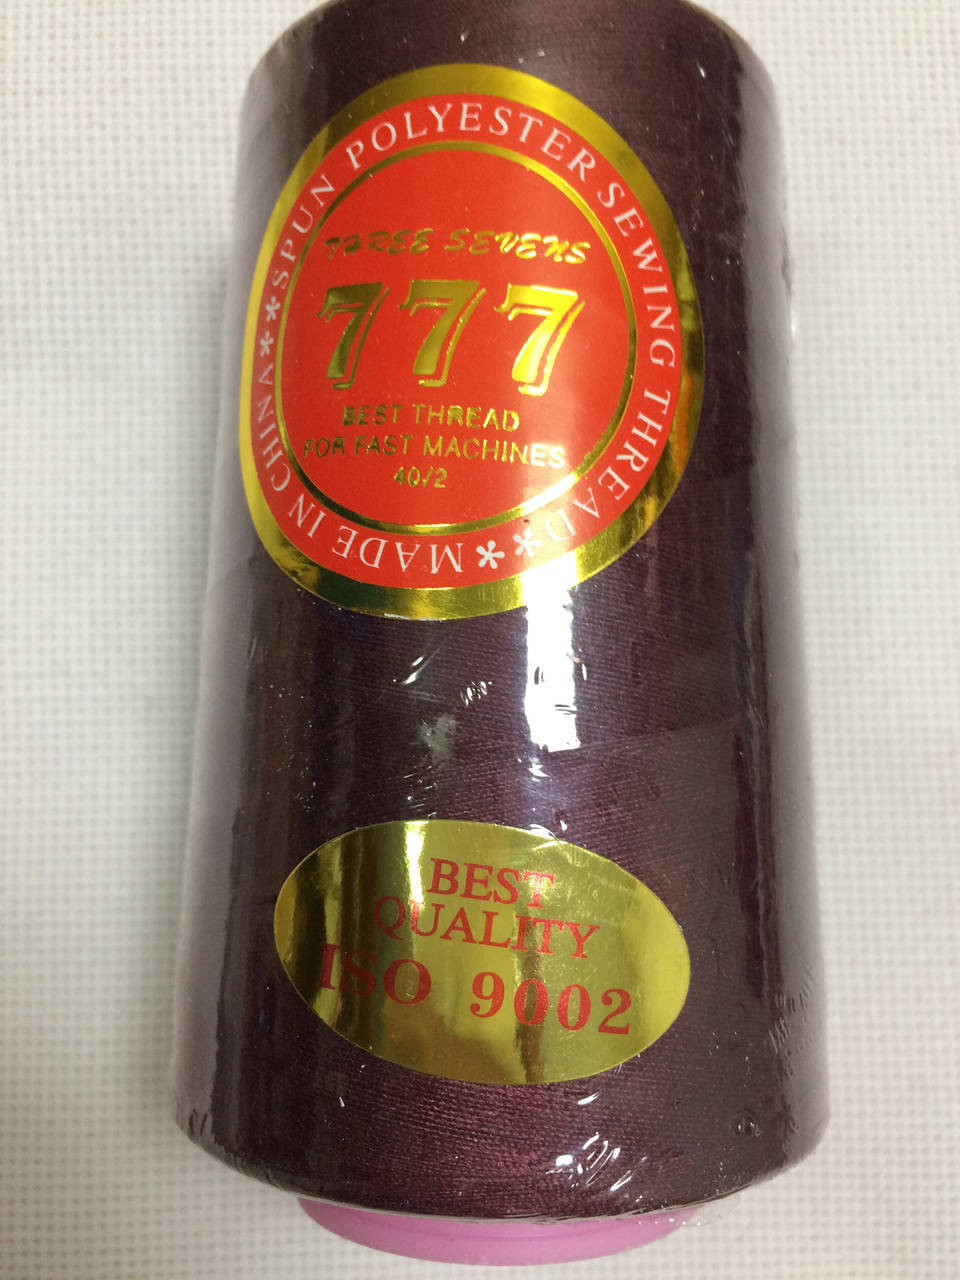 *SPUN POLYESTER SEWING THREAD*
*MADE IN CHINA*
THREE SEVENS
777
BEST THREAD
FOR FAST MACHINES
40/2
BEST
QUALITY
ISO 9002